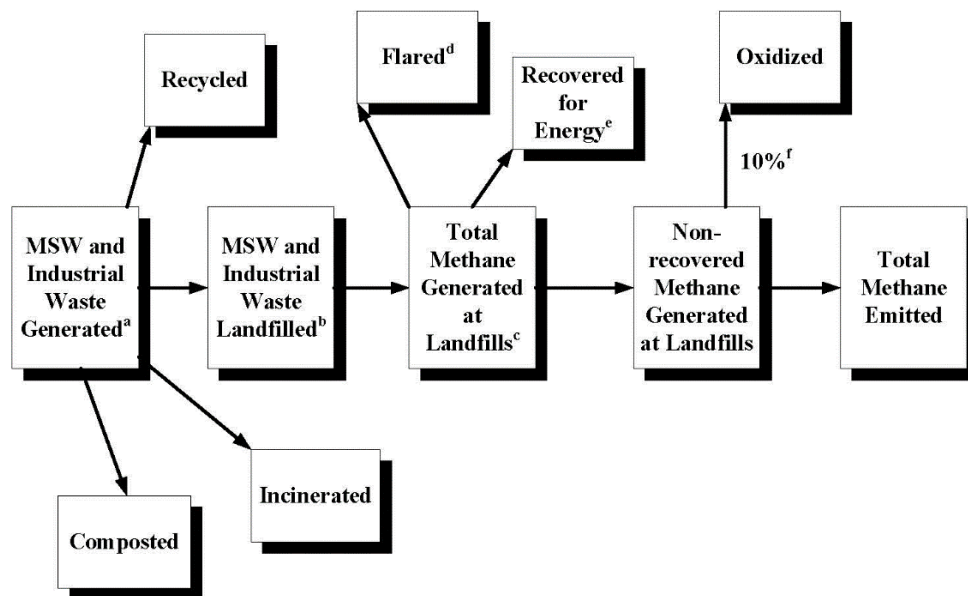 Recycled
Flared^d
Recovered
for
Energy^e
Oxidized
10%^f
MSW and
Industrial
Waste
Generated^a
MSW and
Industrial
Waste
Landfilled^b
Total
Methane
Generated
at
Landfills^c
Non-
recovered
Methane
Generated
at Landfills
Total
Methane
Emitted
Composted
Incinerated